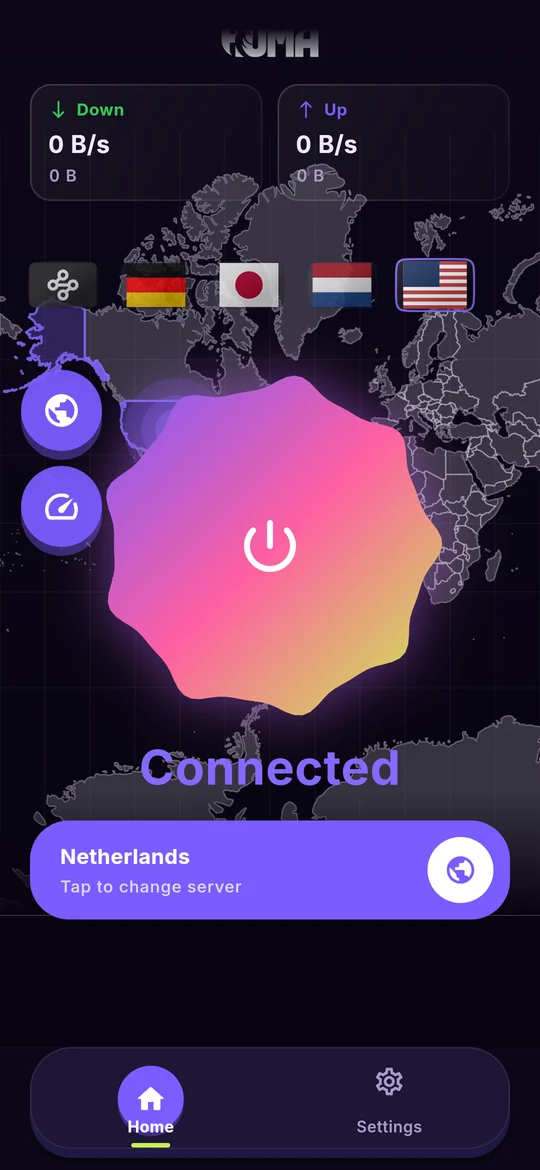 Down
Up
0 B/s
0 B/s
0 B
0 B
Connected
Netherlands
Tap to change server
Home
Settings